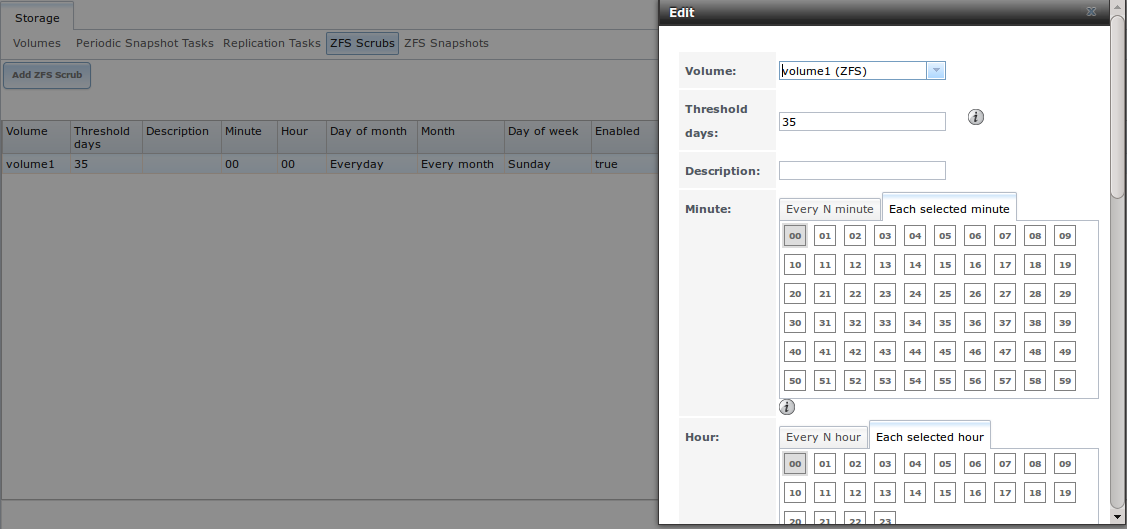 Storage
Volumes Periodic Snapshot Tasks Replication Tasks ZFS Scrubs ZFS Snapshots
Add ZFS Scrub
Volume Threshold days Description Minute Hour Day of month Month Day of week Enabled
volume1 35 00 00 Everyday Every month Sunday true
Edit
Volume: volume1 (ZFS)
Threshold days: 35
Description:
Minute: Every N minute Each selected minute
00 01 02 03 04 05 06 07 08 09
10 11 12 13 14 15 16 17 18 19
20 21 22 23 24 25 26 27 28 29
30 31 32 33 34 35 36 37 38 39
40 41 42 43 44 45 46 47 48 49
50 51 52 53 54 55 56 57 58 59
Hour: Every N hour Each selected hour
00 01 02 03 04 05 06 07 08 09
10 11 12 13 14 15 16 17 18 19
20 21 22 23